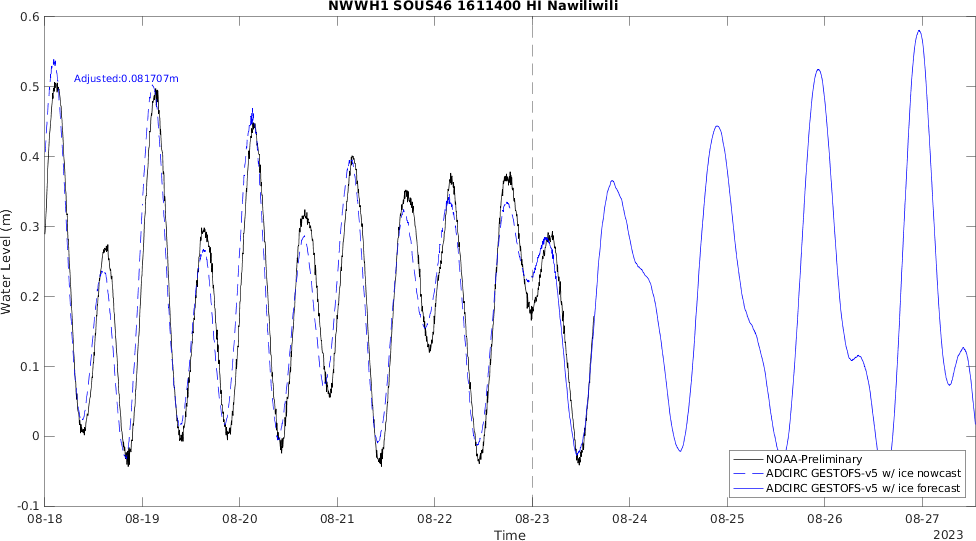 NWWH1 SOUS46 1611400 HI Nawiliwili
Adjusted:0.081707m
Water Level (m)
0.6
0.5
0.4
0.3
0.2
0.1
0
-0.1
NOAA-Preliminary
ADCIRC GESTOFS-v5 w/ ice nowcast
ADCIRC GESTOFS-v5 w/ ice forecast
08-18 08-19 08-20 08-21 08-22 08-23 08-24 08-25 08-26 08-27
Time
2023